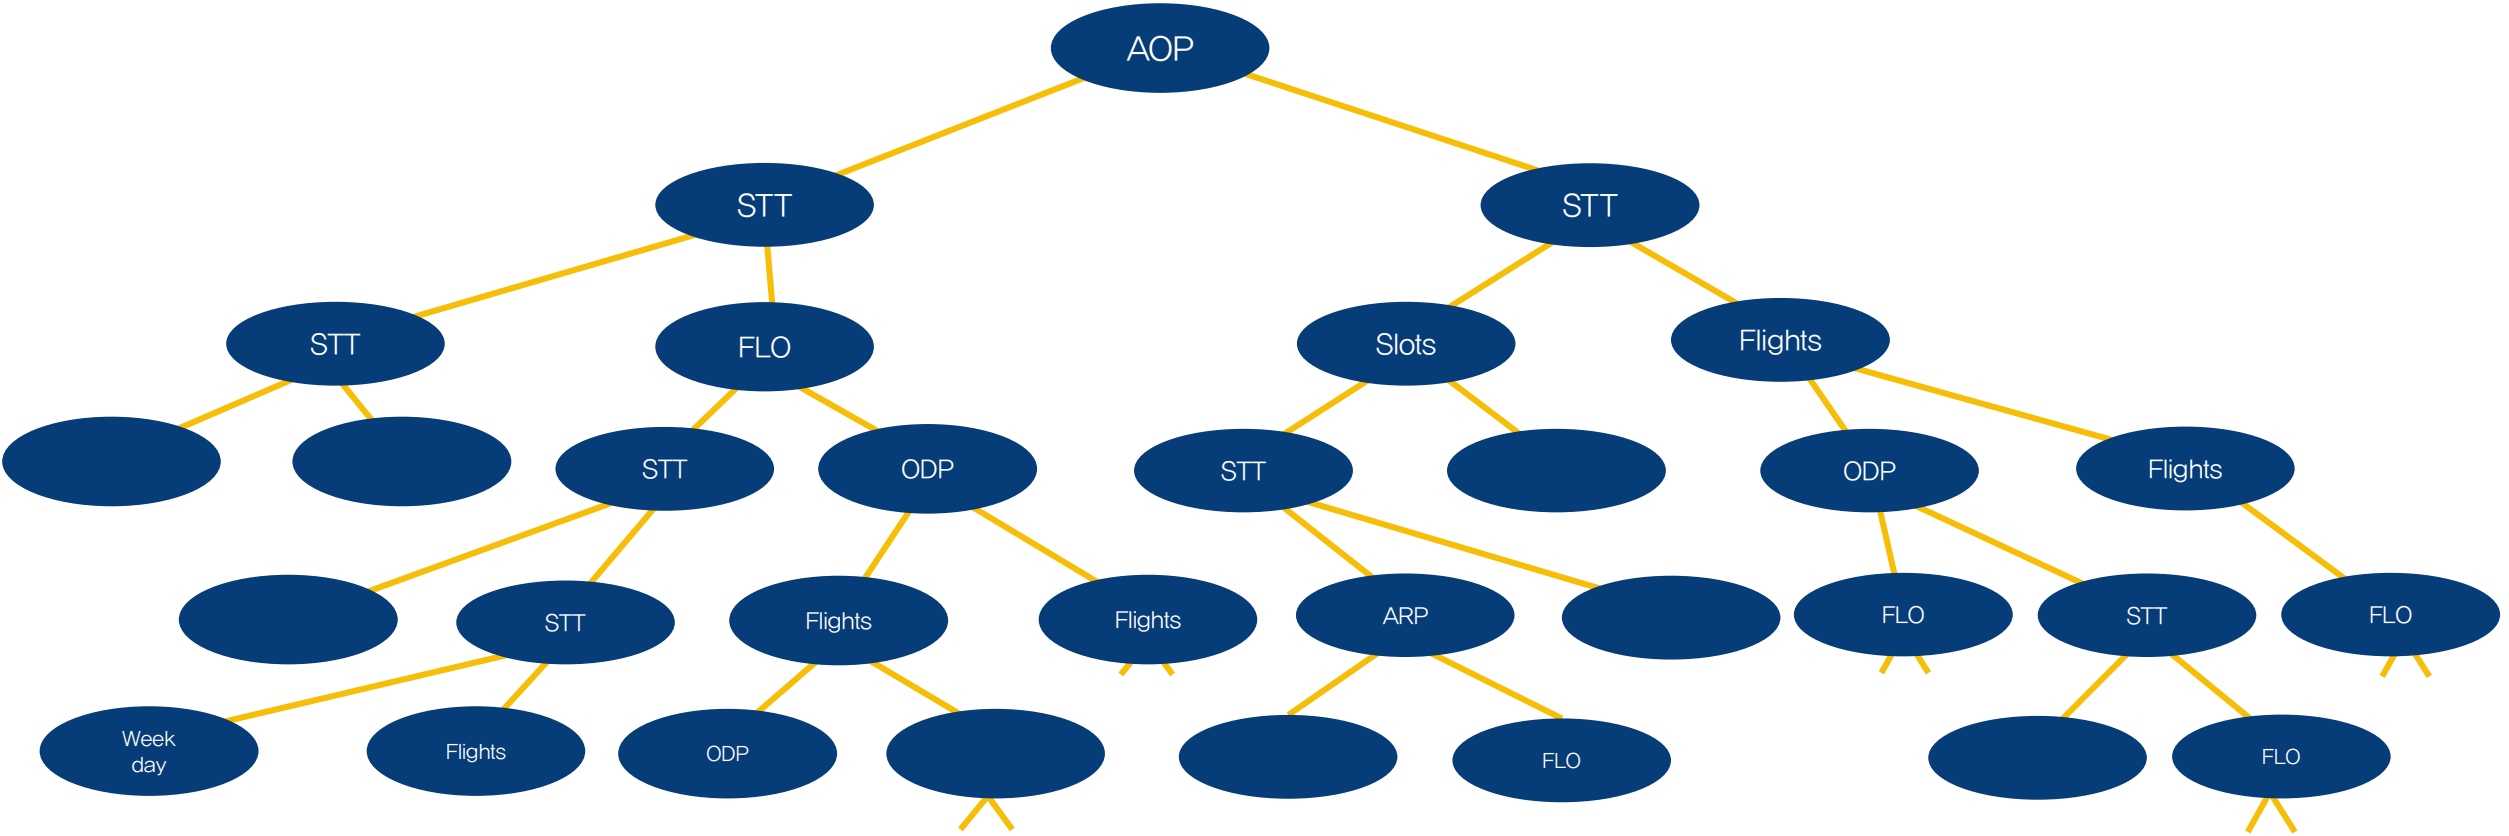 AOP
STT
STT
STT
FLO
Slots
Flights
STT
ODP
STT
ODP
Flights
STT
Flights
Flights
ARP
FLO
STT
FLO
Week
day
Flights
ODP
FLO
FLO